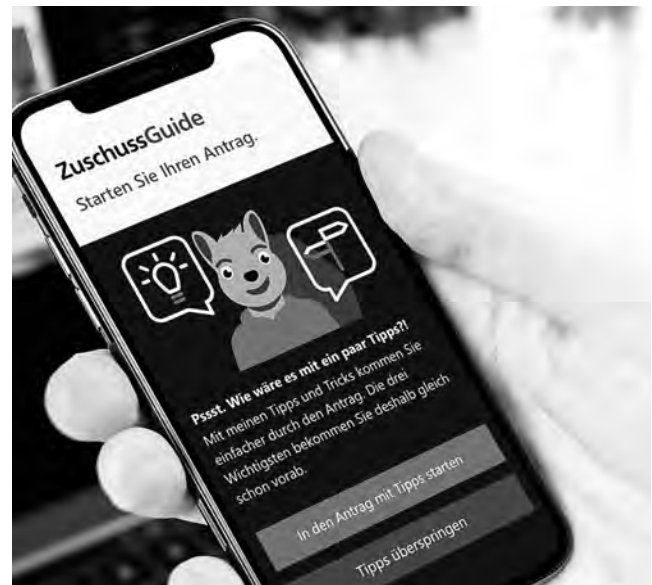 ZuschussGuide
Starten Sie Ihren Antrag.
Pssst. Wie wäre es mit ein paar Tipps?!
Mit meinen Tipps und Tricks kommen Sie
einfacher durch den Antrag. Die drei
Wichtigsten bekommen Sie deshalb gleich
schon vorab.
In den Antrag mit Tipps starten
Tipps überspringen